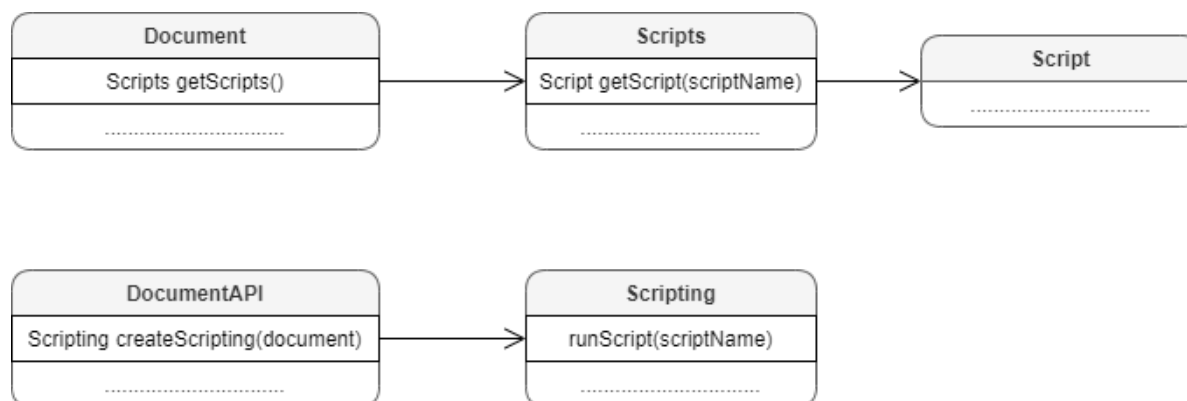 Document
Scripts getScripts()
...............................
Scripts
Script getScript(scriptName)
...............................
Script
...............................
DocumentAPI
Scripting createScripting(document)
...............................
Scripting
runScript(scriptName)
...............................